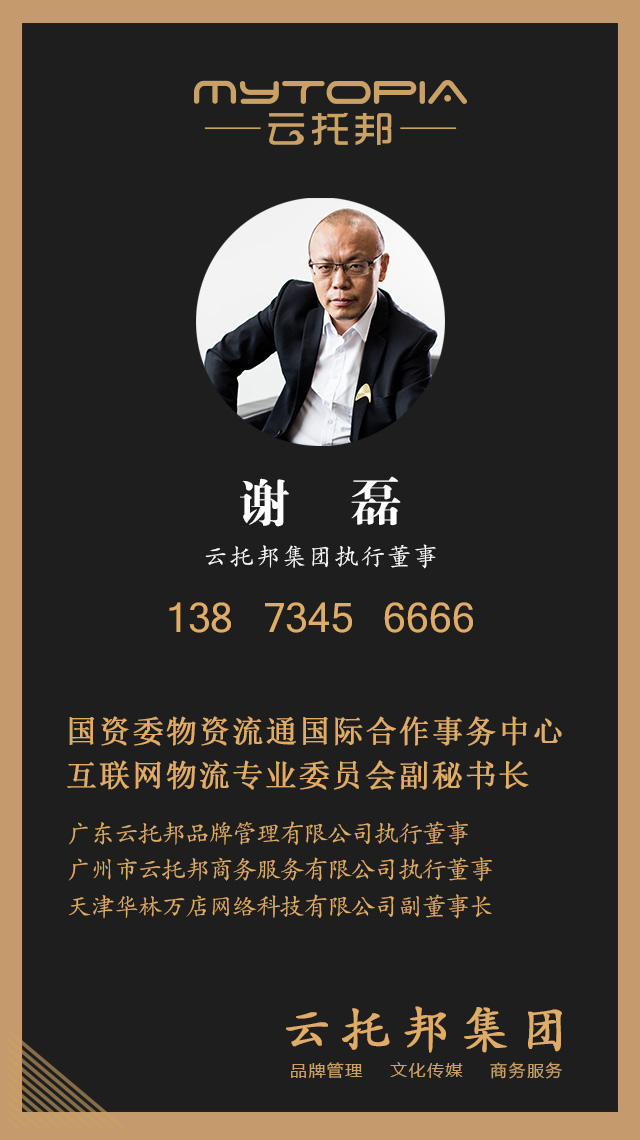 MYTOPIA
云托邦
谢 磊
云托邦集团执行董事
138 7345 6666
国资委物资流通国际合作事务中心
互联网物流专业委员会副秘书长
广东云托邦品牌管理有限公司执行董事
广州市云托邦商务服务有限公司执行董事
天津华林万店网络科技有限公司副董事长
云托邦集团
品牌管理 文化传媒 商务服务